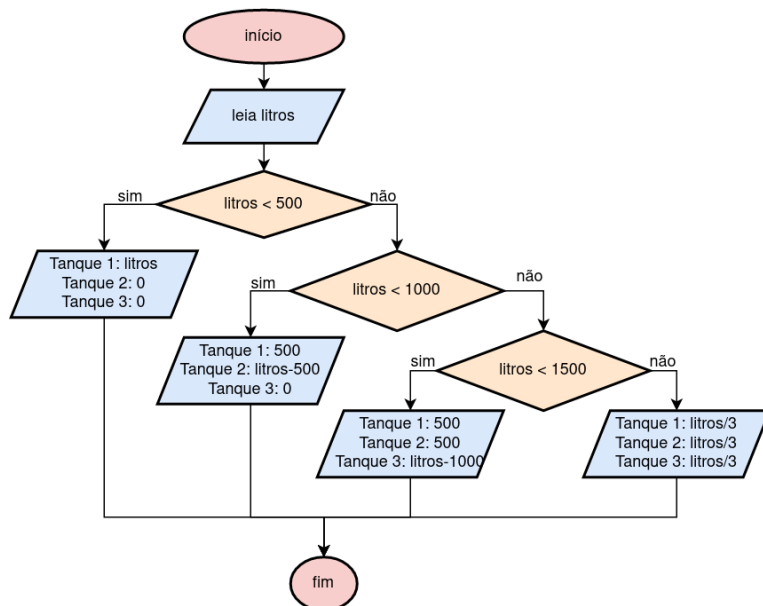 início
leia litros
sim
litros < 500
não
Tanque 1: litros
Tanque 2: 0
Tanque 3: 0
sim
litros < 1000
não
Tanque 1: 500
Tanque 2: litros-500
Tanque 3: 0
sim
litros < 1500
não
Tanque 1: 500
Tanque 2: 500
Tanque 3: litros-1000
Tanque 1: litros/3
Tanque 2: litros/3
Tanque 3: litros/3
fim